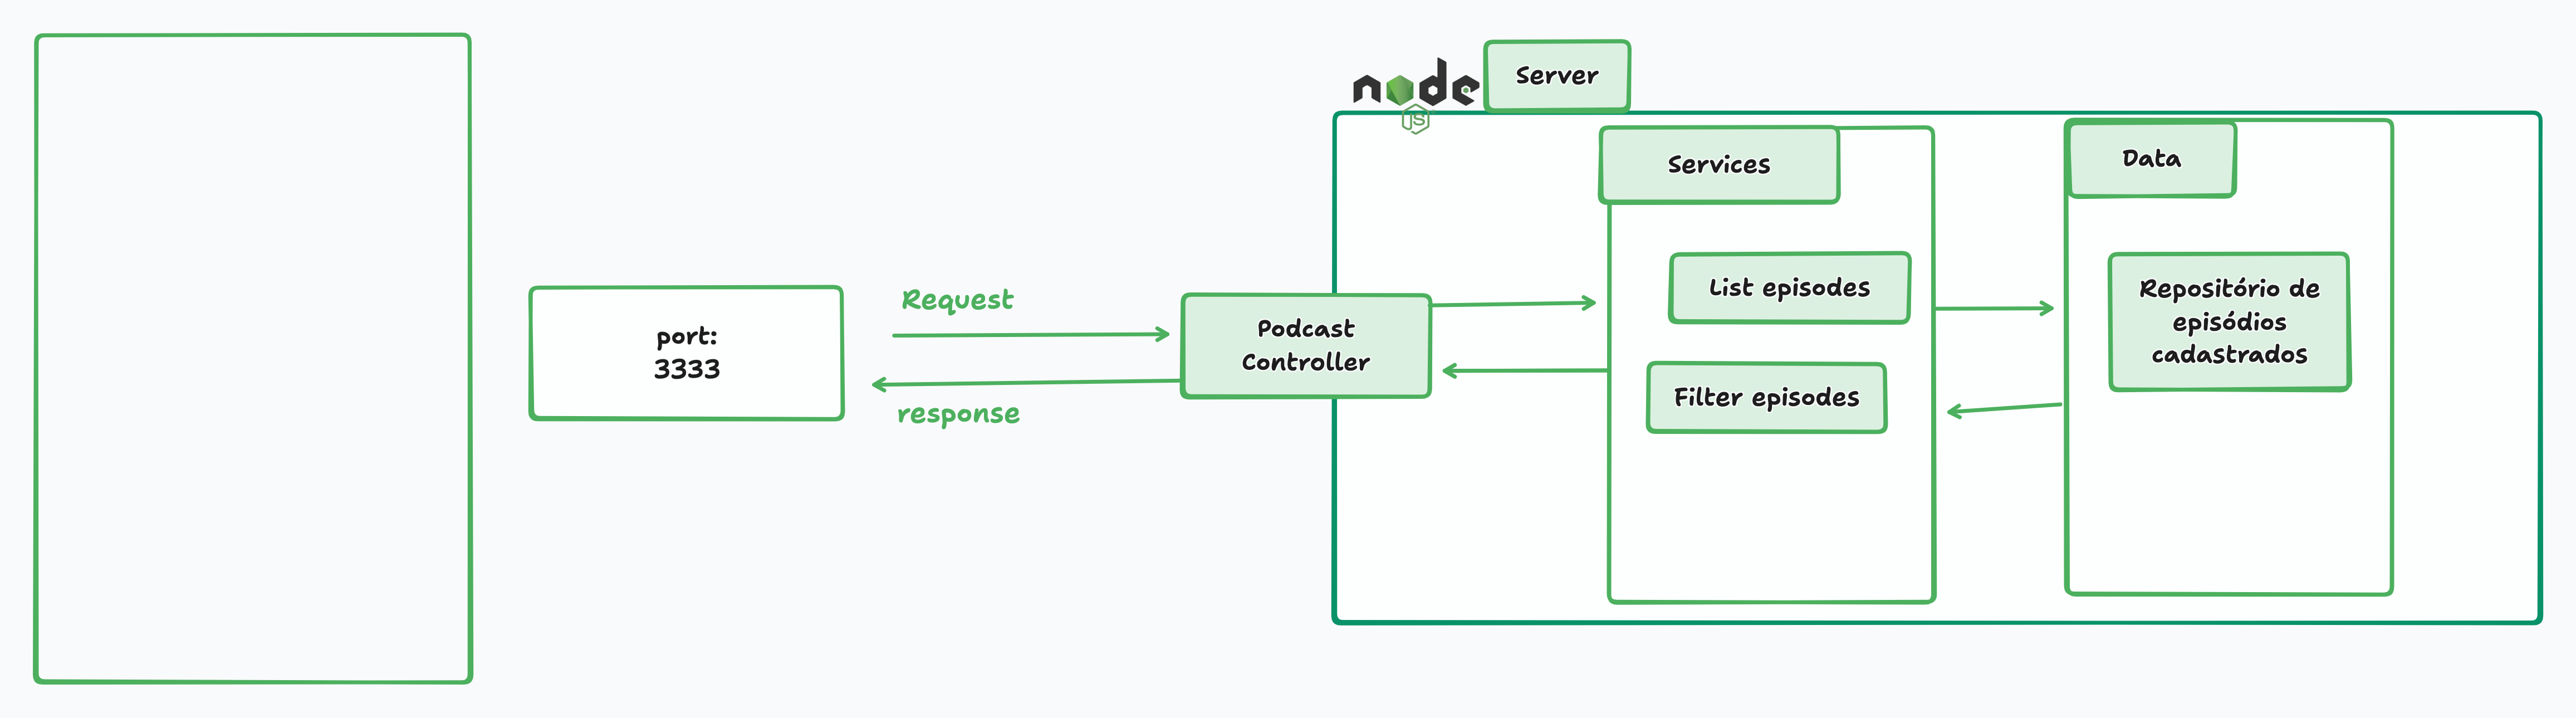 node
JS
Server
Services
Data
List episodes
Filter episodes
Repositório de
episódios
cadastrados
port:
3333
Request
response
Podcast
Controller